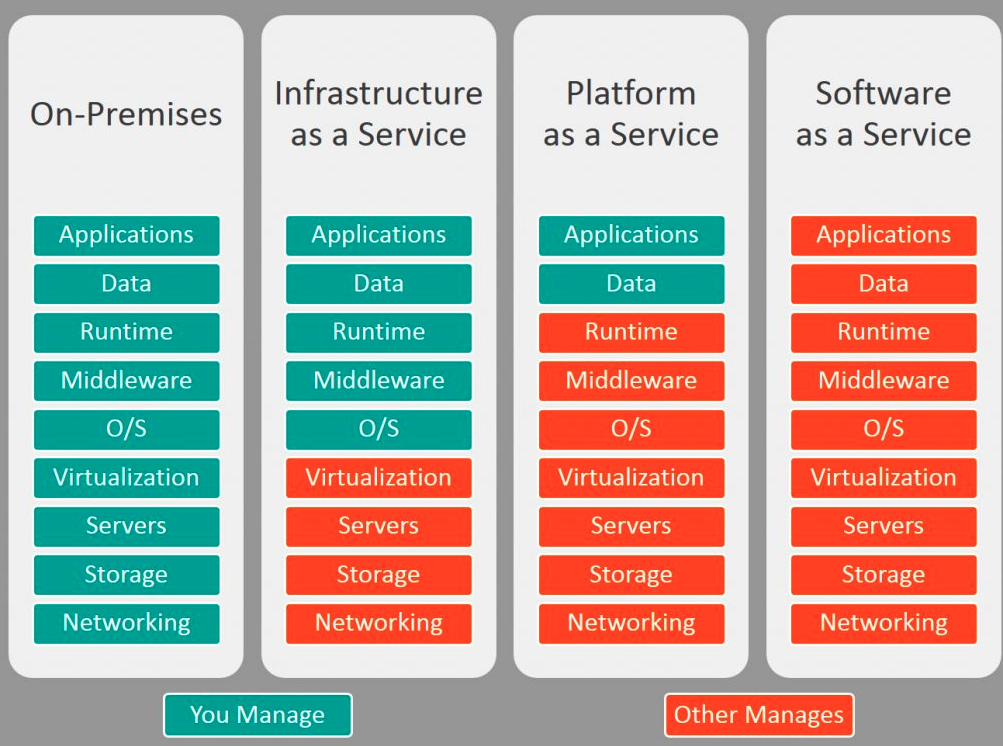 On-Premises
Applications
Data
Runtime
Middleware
O/S
Virtualization
Servers
Storage
Networking
Infrastructure
as a Service
Applications
Data
Runtime
Middleware
O/S
Virtualization
Servers
Storage
Networking
Platform
as a Service
Applications
Data
Runtime
Middleware
O/S
Virtualization
Servers
Storage
Networking
Software
as a Service
Applications
Data
Runtime
Middleware
O/S
Virtualization
Servers
Storage
Networking
You Manage
Other Manages